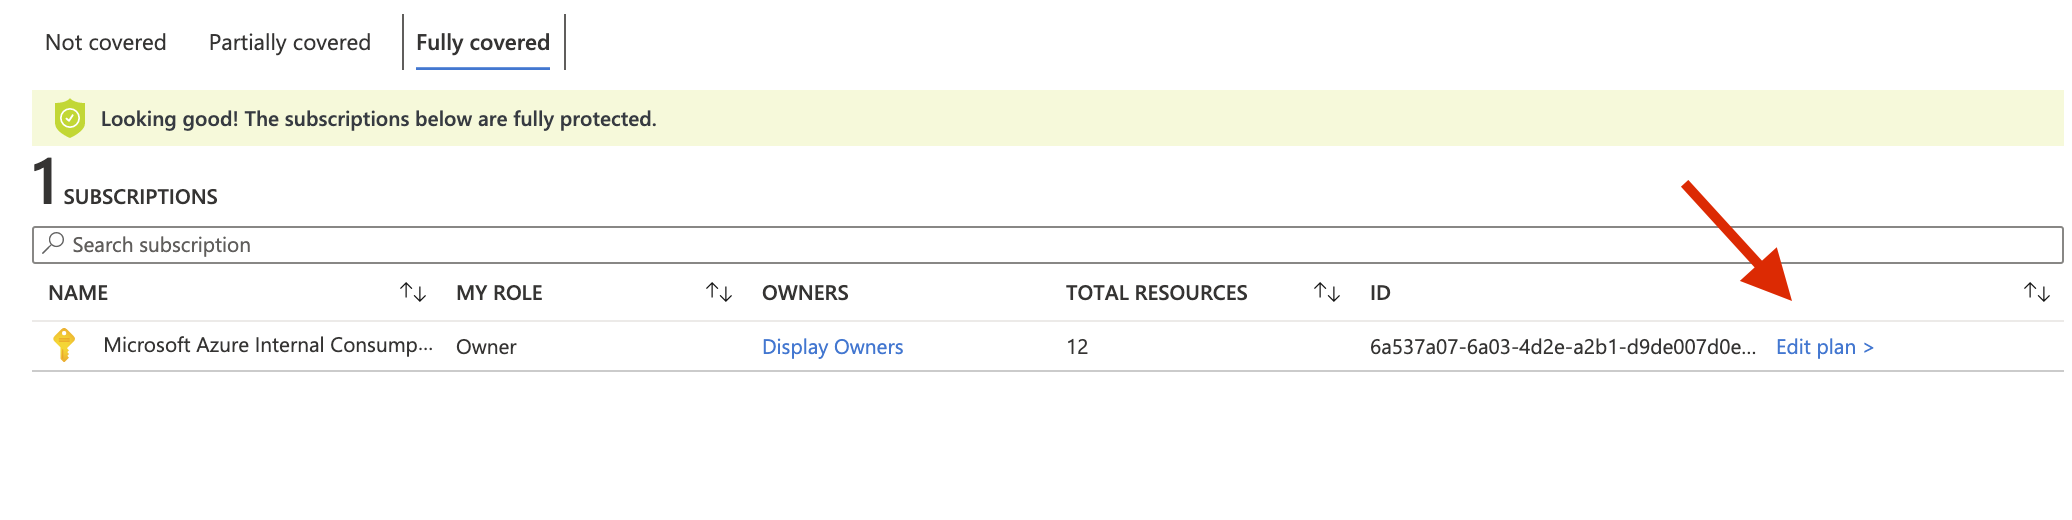 Not covered Partially covered Fully covered
Looking good! The subscriptions below are fully protected.
1 SUBSCRIPTIONS
Search subscription
NAME MY ROLE OWNERS TOTAL RESOURCES ID
Microsoft Azure Internal Consump... Owner Display Owners 12 6a537a07-6a03-4d2e-a2b1-d9de007d0e... Edit plan >